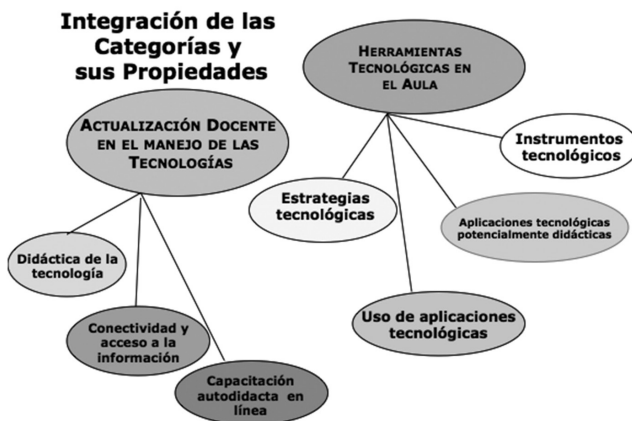 Integración de las
Categorías y
sus Propiedades
HERRAMIENTAS
TECNOLÓGICAS EN
EL AULA
ACTUALIZACIÓN DOCENTE
EN EL MANEJO DE LAS
TECNOLOGÍAS
Instrumentos
tecnológicos
Estrategias
tecnológicas
Aplicaciones tecnológicas
potencialmente didácticas
Didáctica de la
tecnología
Uso de aplicaciones
tecnológicas
Conectividad y
acceso a la
información
Capacitación
autodidacta en
línea